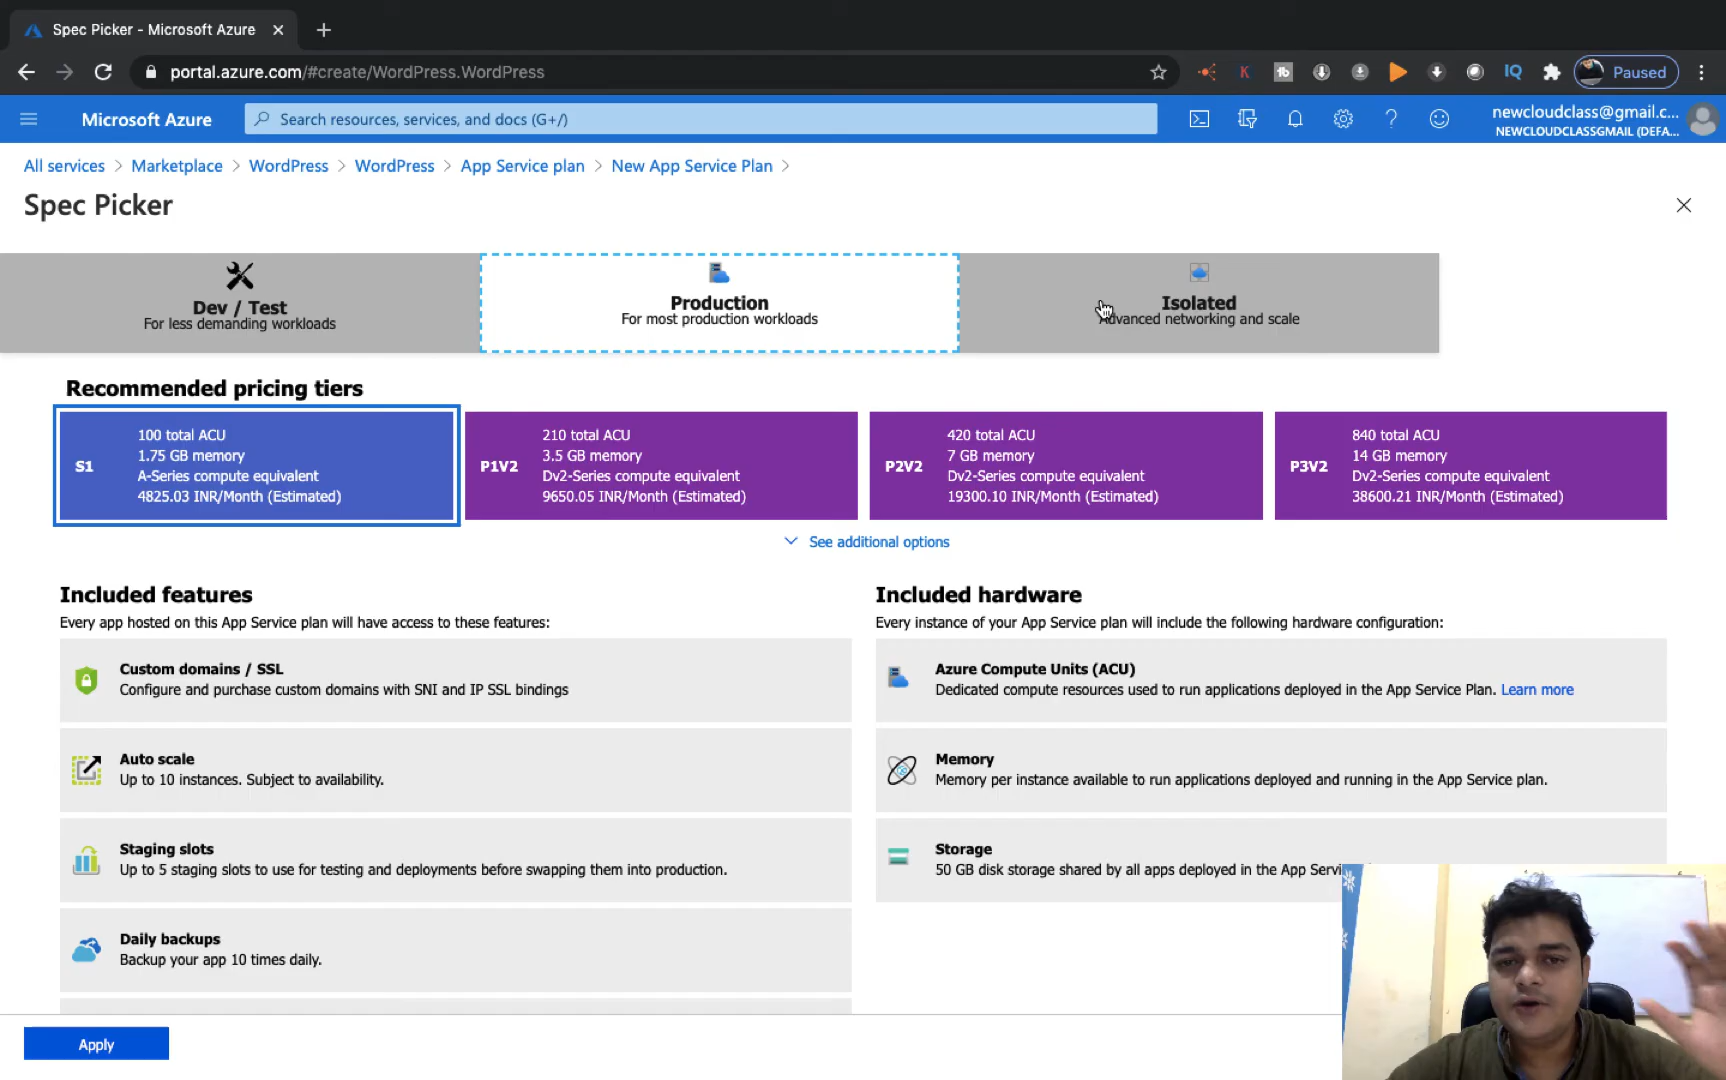 Spec Picker - Microsoft Azure
portal.azure.com/#create/WordPress.WordPress
K
tb
IQ
Paused
Microsoft Azure
Search resources, services, and docs (G+/)
newcloudclass@gmail.c...
NEWCLOUDCLASSGMAIL (DEFA...
All services > Marketplace > WordPress > WordPress > App Service plan > New App Service Plan >
Spec Picker
Dev / Test
For less demanding workloads
Production
For most production workloads
Isolated
Advanced networking and scale
Recommended pricing tiers
S1
100 total ACU
1.75 GB memory
A-Series compute equivalent
4825.03 INR/Month (Estimated)
P1V2
210 total ACU
3.5 GB memory
Dv2-Series compute equivalent
9650.05 INR/Month (Estimated)
P2V2
420 total ACU
7 GB memory
Dv2-Series compute equivalent
19300.10 INR/Month (Estimated)
P3V2
840 total ACU
14 GB memory
Dv2-Series compute equivalent
38600.21 INR/Month (Estimated)
See additional options
Included features
Every app hosted on this App Service plan will have access to these features:
Custom domains / SSL
Configure and purchase custom domains with SNI and IP SSL bindings
Auto scale
Up to 10 instances. Subject to availability.
Staging slots
Up to 5 staging slots to use for testing and deployments before swapping them into production.
Daily backups
Backup your app 10 times daily.
Included hardware
Every instance of your App Service plan will include the following hardware configuration:
Azure Compute Units (ACU)
Dedicated compute resources used to run applications deployed in the App Service Plan. Learn more
Memory
Memory per instance available to run applications deployed and running in the App Service plan.
Storage
50 GB disk storage shared by all apps deployed in the App
Apply